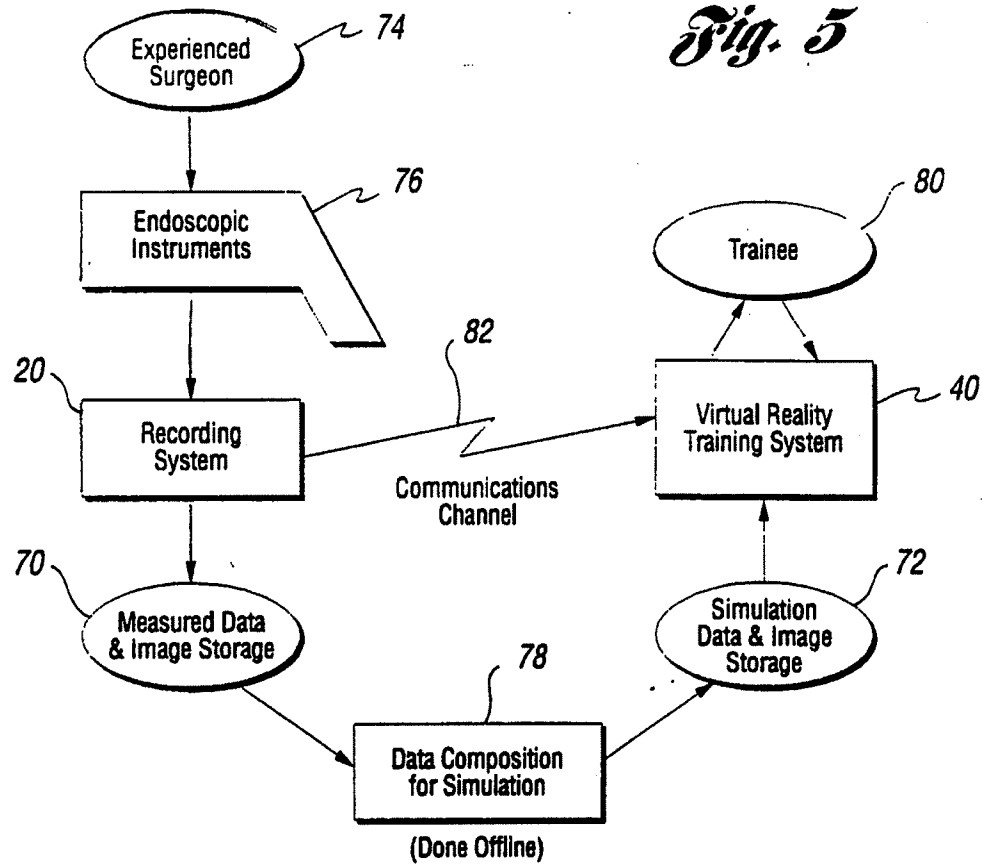 Fig. 5
Experienced
Surgeon
74
Endoscopic
Instruments
76
80
Trainee
82
20
Recording
System
40
Virtual Reality
Training System
Communications
Channel
70
Measured Data
& Image Storage
72
Simulation
Data & Image
Storage
78
Data Composition
for Simulation
(Done Offline)